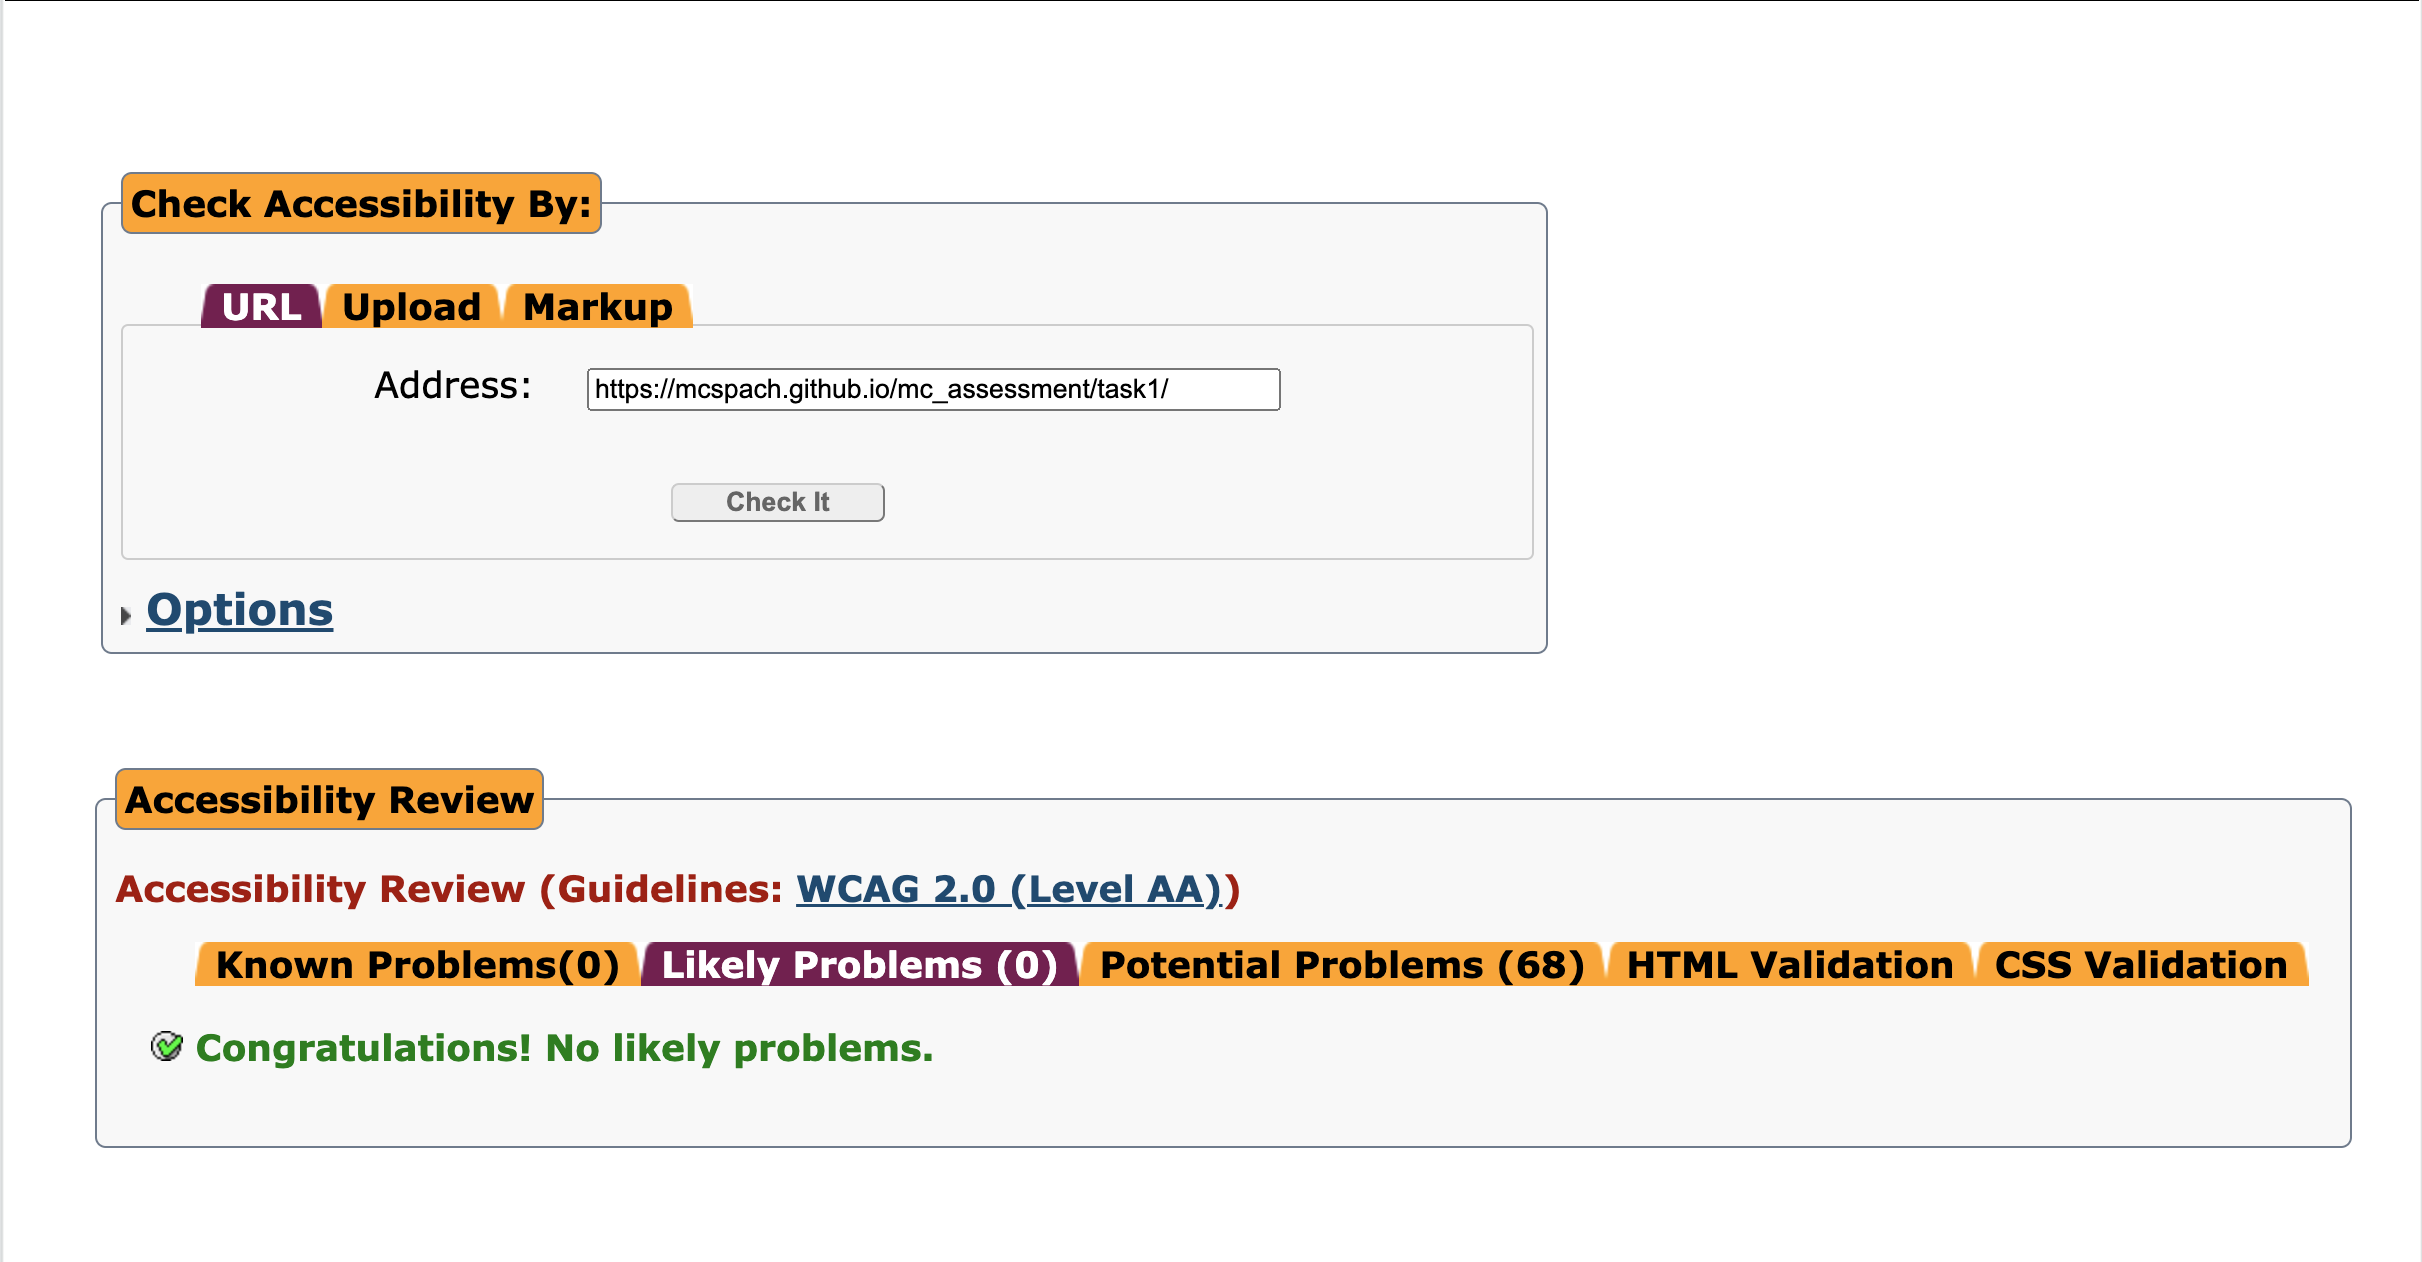 Check Accessibility By:
URL Upload Markup
Address: https://mcspach.github.io/mc_assessment/task1/
Check It
Options
Accessibility Review
Accessibility Review (Guidelines: WCAG 2.0 (Level AA))
Known Problems(0) Likely Problems (0) Potential Problems (68) HTML Validation CSS Validation
Congratulations! No likely problems.